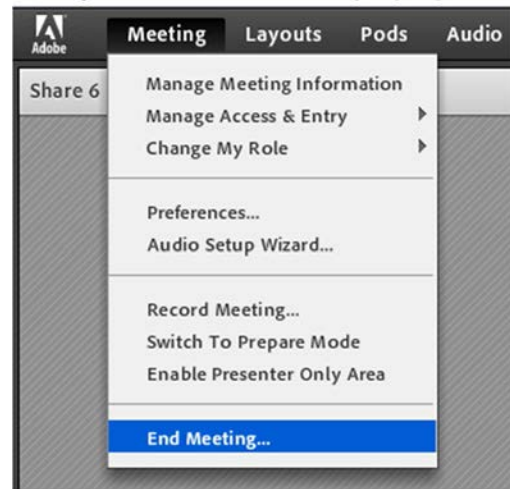 Adobe
Meeting Layouts Pods Audio
Share 6
Manage Meeting Information
Manage Access & Entry
Change My Role
Preferences...
Audio Setup Wizard...
Record Meeting...
Switch To Prepare Mode
Enable Presenter Only Area
End Meeting...